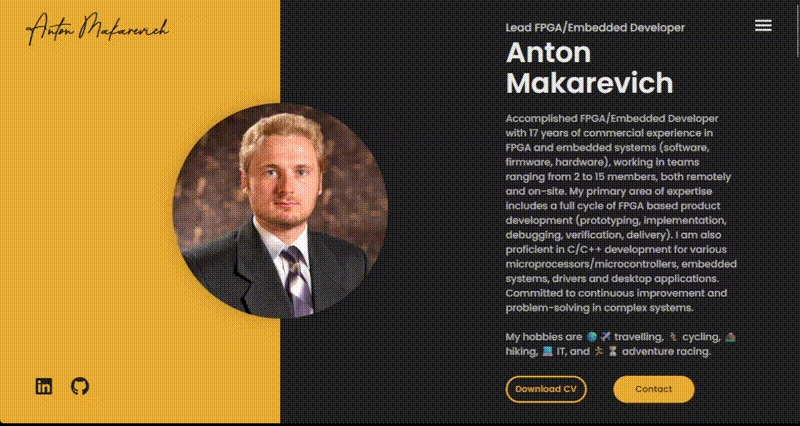 Anton Makarevich
Lead FPGA/Embedded Developer
Anton
Makarevich
Accomplished FPGA/Embedded Developer
with 17 years of commercial experience in
FPGA and embedded systems (software,
firmware, hardware), working in teams
ranging from 2 to 15 members, both remotely
and on-site. My primary area of expertise
includes a full cycle of FPGA based product
development (prototyping, implementation,
debugging, verification, delivery). I am also
proficient in C/C++ development for various
microprocessors/microcontrollers, embedded
systems, drivers and desktop applications.
Committed to continuous improvement and
problem-solving in complex systems.
My hobbies are 🌍 ✈️ travelling, 🚴 cycling, ⛰️
hiking, 💻 IT, and 🏃 ⏳ adventure racing.
in
Download CV
Contact